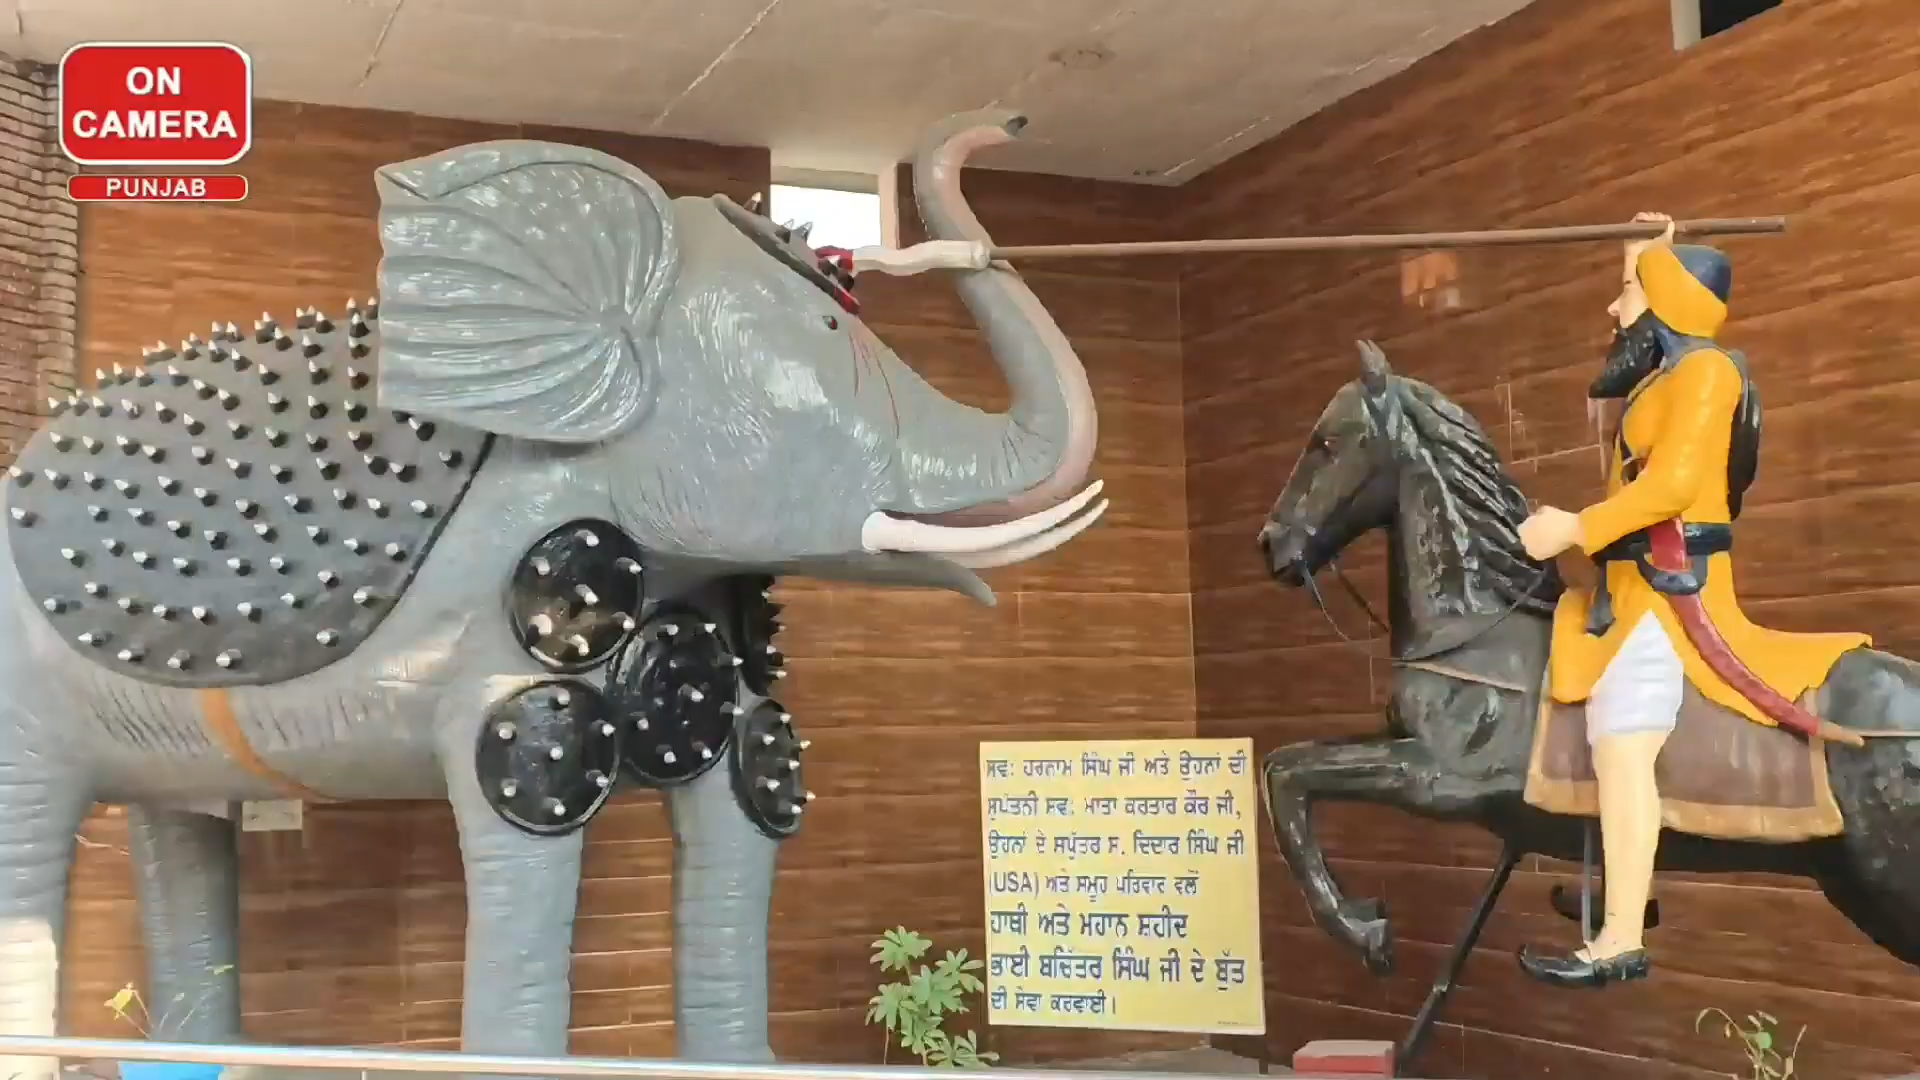 ON
CAMERA
PUNJAB
ਸਵ: ਹਰਨਾਮ ਸਿੰਘ ਜੀ ਅਤੇ ਉਹਨਾਂ ਦੀ
ਸੁਪੱਤਨੀ ਸਵ: ਮਾਤਾ ਕਰਤਾਰ ਕੌਰ ਜੀ,
ਉਹਨਾਂ ਦੇ ਸਪੁੱਤਰ ਸ. ਦਿਦਾਰ ਸਿੰਘ ਜੀ
(USA) ਅਤੇ ਸਮੂਹ ਪਰਿਵਾਰ ਵਲੋਂ
ਹਾਥੀ ਅਤੇ ਮਹਾਨ ਸ਼ਹੀਦ
ਭਾਈ ਬਚਿੱਤਰ ਸਿੰਘ ਜੀ ਦੇ ਬੁੱਤ
ਦੀ ਸੇਵਾ ਕਰਵਾਈ।